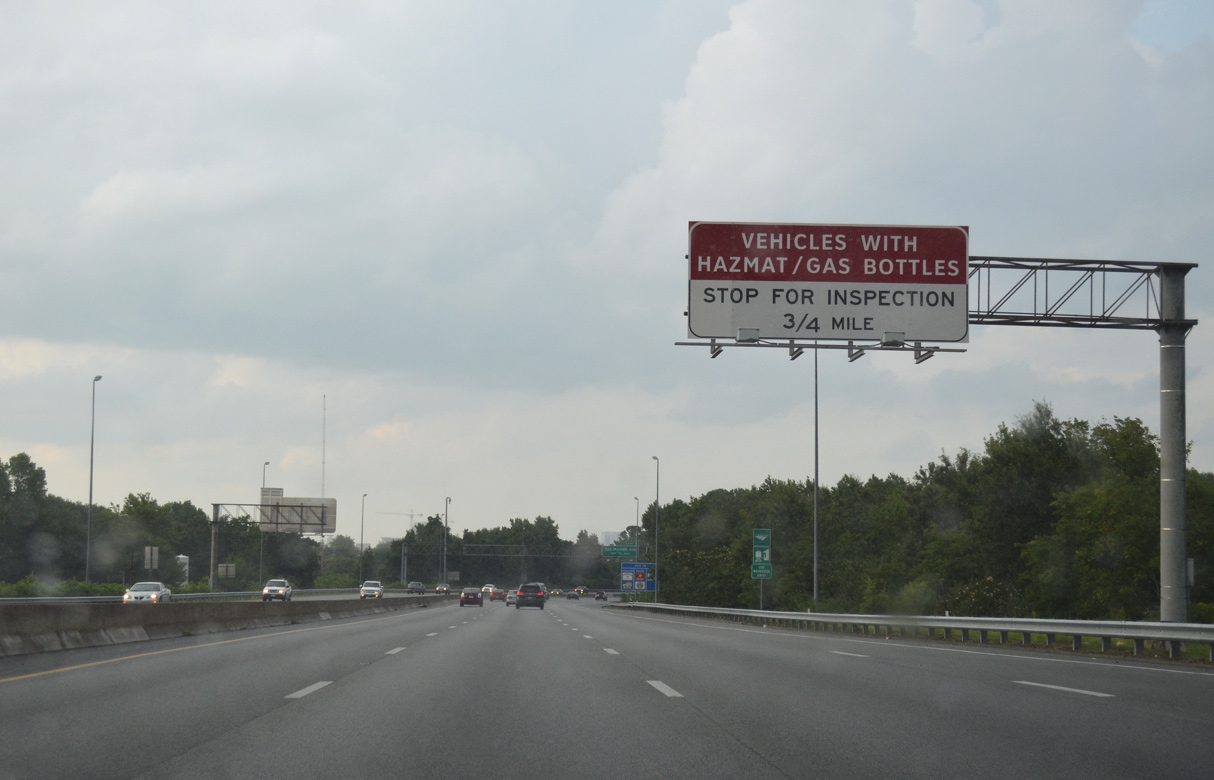 VEHICLES WITH
HAZMAT/GAS BOTTLES
STOP FOR INSPECTION
3/4 MILE